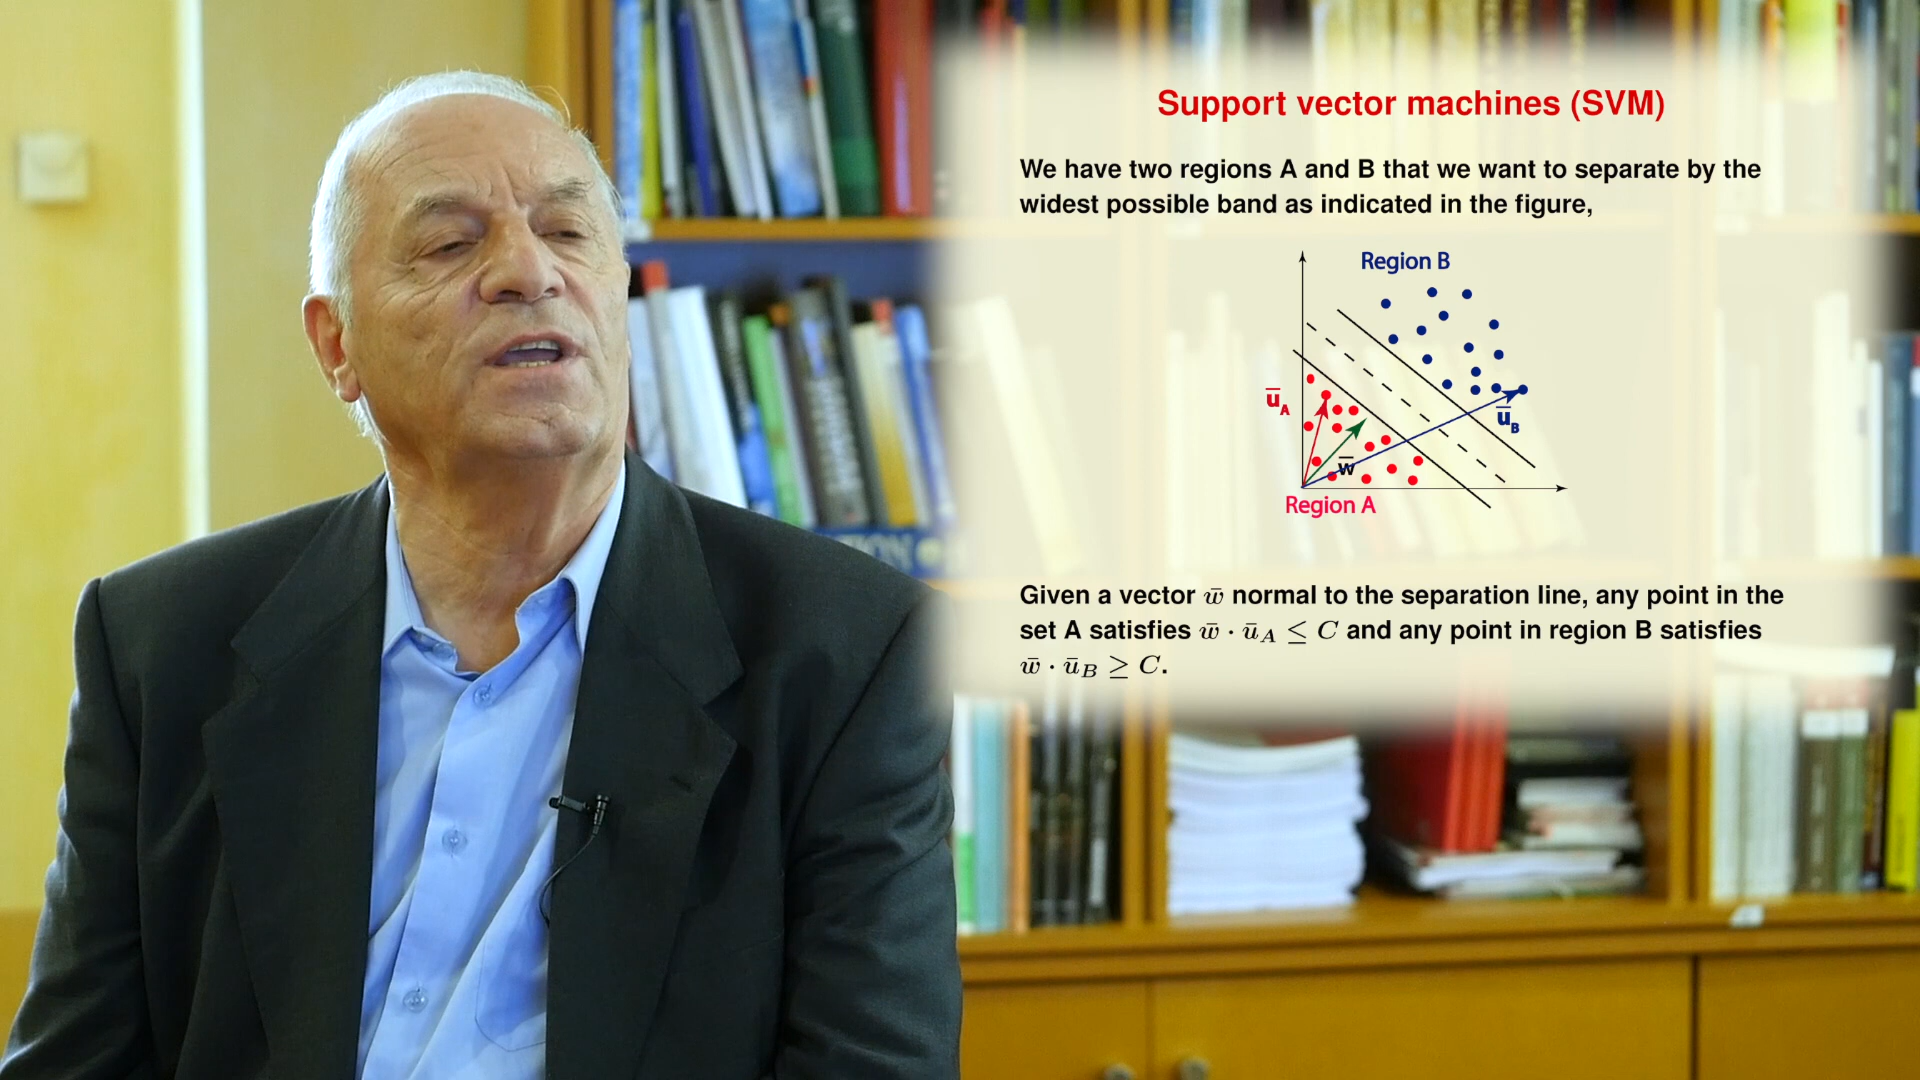 Support vector machines (SVM)
We have two regions A and B that we want to separate by the
widest possible band as indicated in the figure,
Region B
ū_A
ū_B
w̄
Region A
Given a vector w̄ normal to the separation line, any point in the
set A satisfies w̄ · ū_A ≤ C and any point in region B satisfies
w̄ · ū_B ≥ C.